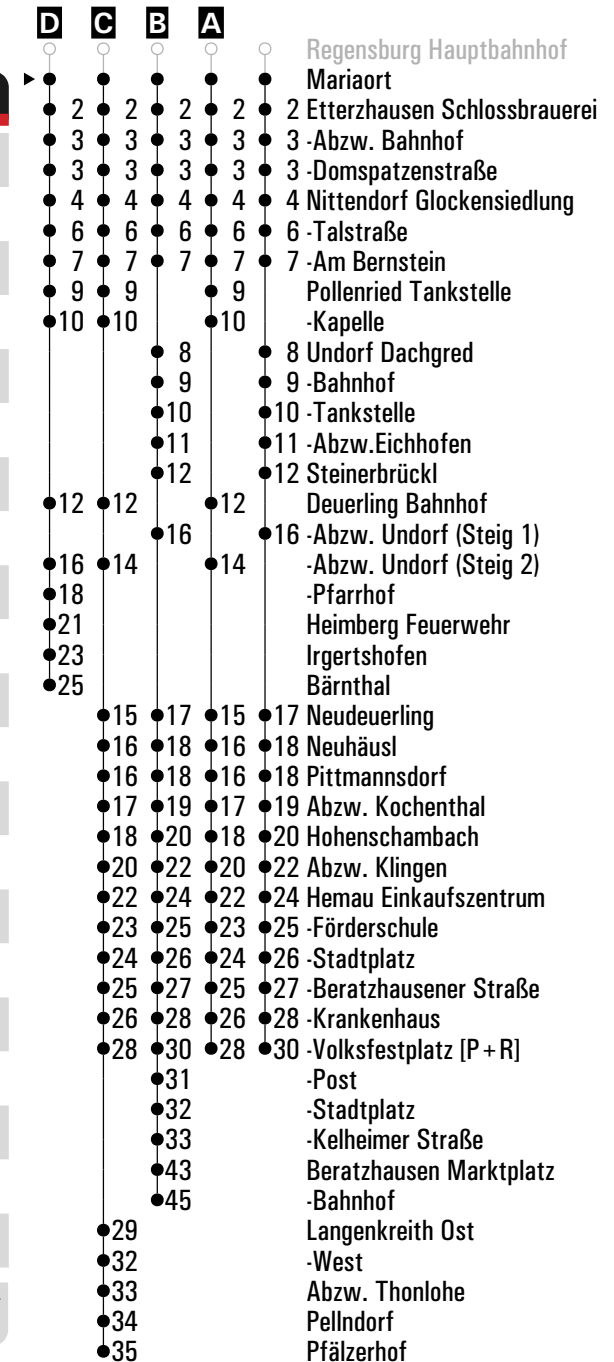 D C B A
Regensburg Hauptbahnhof
Mariaort
2 2 2 2 2 Etterzhausen Schlossbrauerei
3 3 3 3 3 -Abzw. Bahnhof
3 3 3 3 3 -Domspatzenstraße
4 4 4 4 4 Nittendorf Glockensiedlung
6 6 6 6 6 -Talstraße
7 7 7 7 7 -Am Bernstein
9 9 9 Pollenried Tankstelle
10 10 10 -Kapelle
8 8 Undorf Dachgred
9 9 -Bahnhof
10 10 -Tankstelle
11 11 -Abzw.Eichhofen
12 12 Steinerbrückl
12 12 12 Deuerling Bahnhof
16 16 -Abzw. Undorf (Steig 1)
16 14 14 -Abzw. Undorf (Steig 2)
18 -Pfarrhof
21 Heimberg Feuerwehr
23 Irgertshofen
25 Bärnthal
15 17 15 17 Neudeuerling
16 18 16 18 Neuhäusl
16 18 16 18 Pittmannsdorf
17 19 17 19 Abzw. Kochenthal
18 20 18 20 Hohenschambach
20 22 20 22 Abzw. Klingen
22 24 22 24 Hemau Einkaufszentrum
23 25 23 25 -Förderschule
24 26 24 26 -Stadtplatz
25 27 25 27 -Beratzhausener Straße
26 28 26 28 -Krankenhaus
28 30 28 30 -Volksfestplatz [P+R]
31 -Post
32 -Stadtplatz
33 -Kelheimer Straße
43 Beratzhausen Marktplatz
45 -Bahnhof
29 Langenkreith Ost
32 -West
33 Abzw. Thonlohe
34 Pellndorf
35 Pfälzerhof